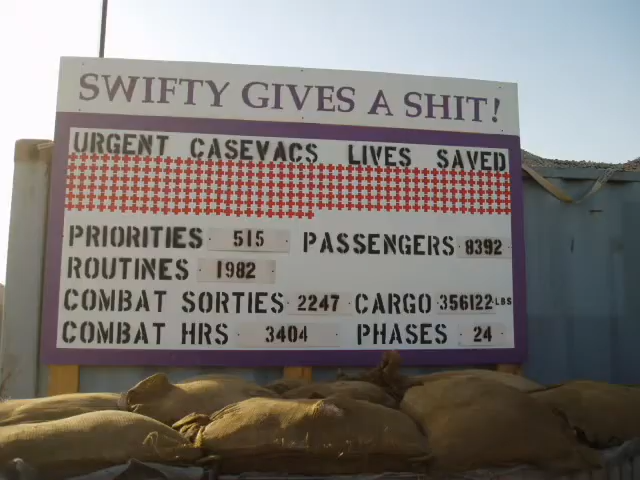 SWIFTY GIVES A SHIT!
URGENT CASEVACS LIVES SAVED
PRIORITIES 515 PASSENGERS 8392
ROUTINES 1982
COMBAT SORTIES 2247 CARGO 356122 LBS
COMBAT HRS 3404 PHASES 24